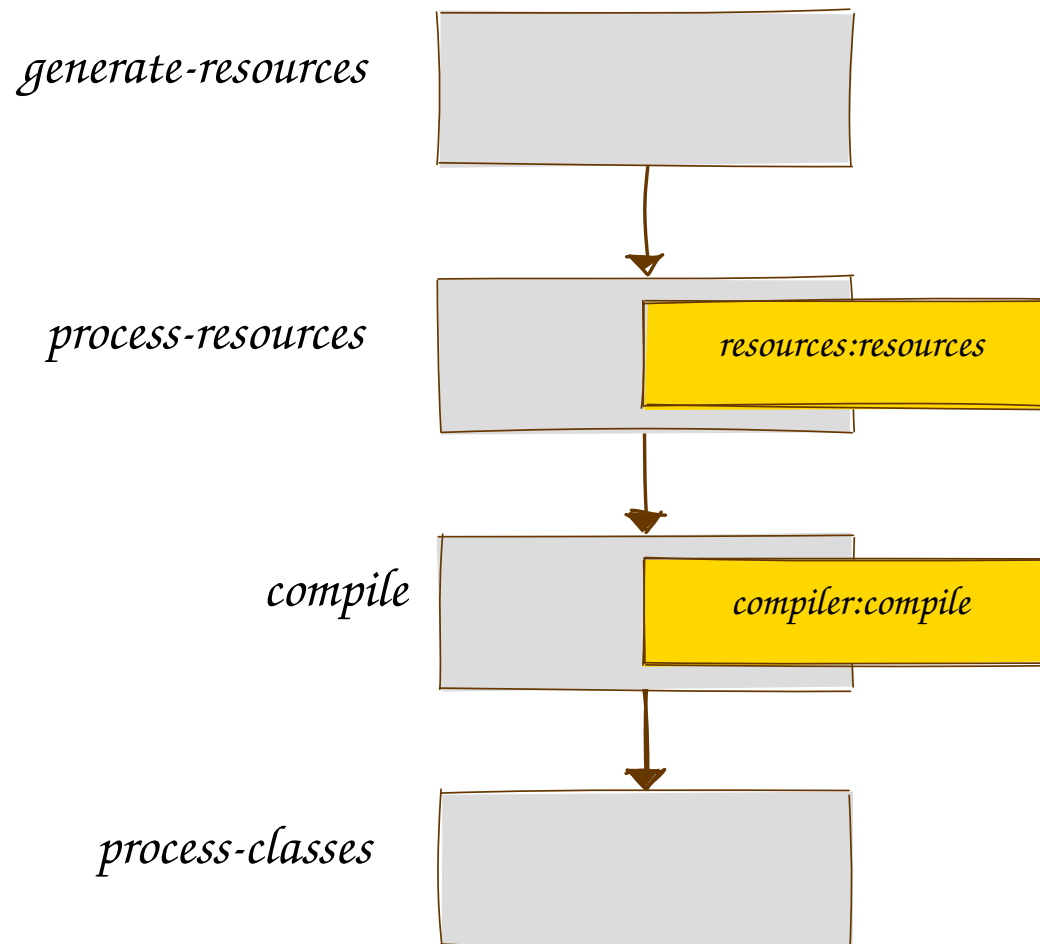 generate-resources
process-resources
resources:resources
compile
compiler:compile
process-classes